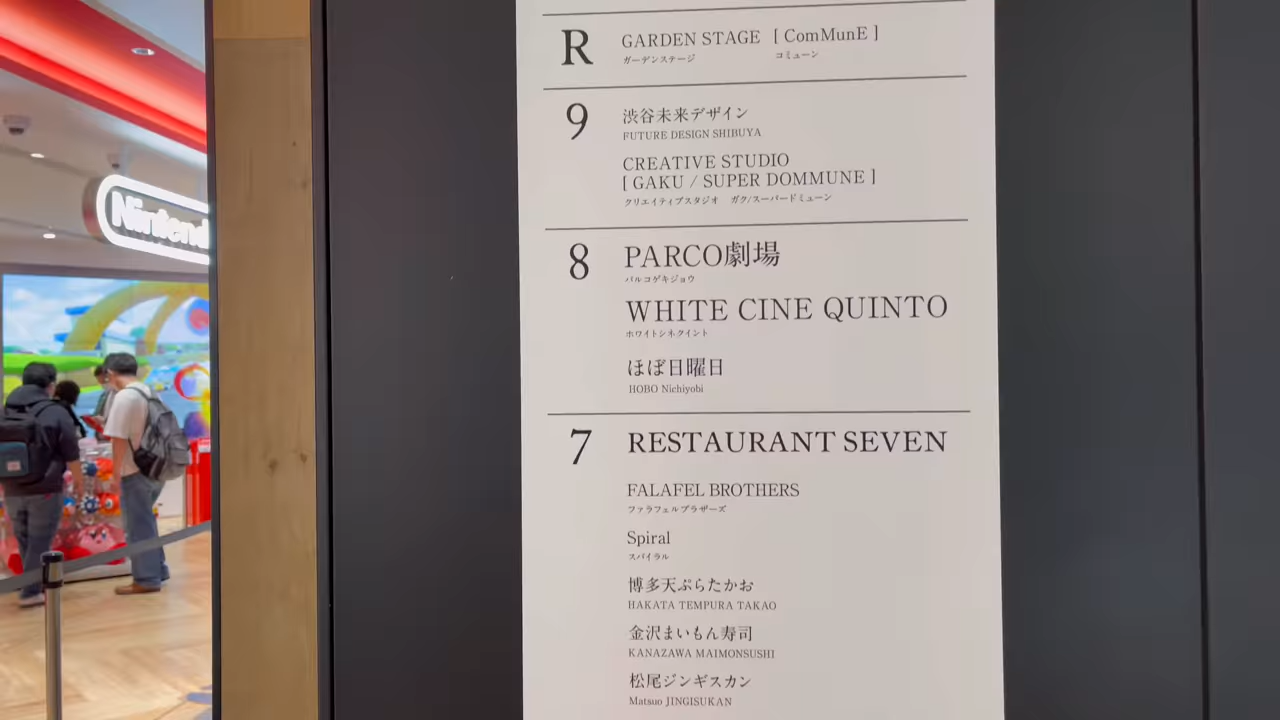 Nintend
R
GARDEN STAGE [ ComMunE ]
ガーデンステージ コミューン
9
渋谷未来デザイン
FUTURE DESIGN SHIBUYA
CREATIVE STUDIO
[ GAKU / SUPER DOMMUNE ]
クリエイティブスタジオ ガク/スーパードミューン
8
PARCO劇場
パルコゲキジョウ
WHITE CINE QUINTO
ホワイトシネクイント
ほぼ日曜日
HOBO Nichiyobi
7
RESTAURANT SEVEN
FALAFEL BROTHERS
ファラフェルブラザーズ
Spiral
スパイラル
博多天ぷらたかお
HAKATA TEMPURA TAKAO
金沢まいもん寿司
KANAZAWA MAIMONSUSHI
松尾ジンギスカン
Matsuo JINGISUKAN